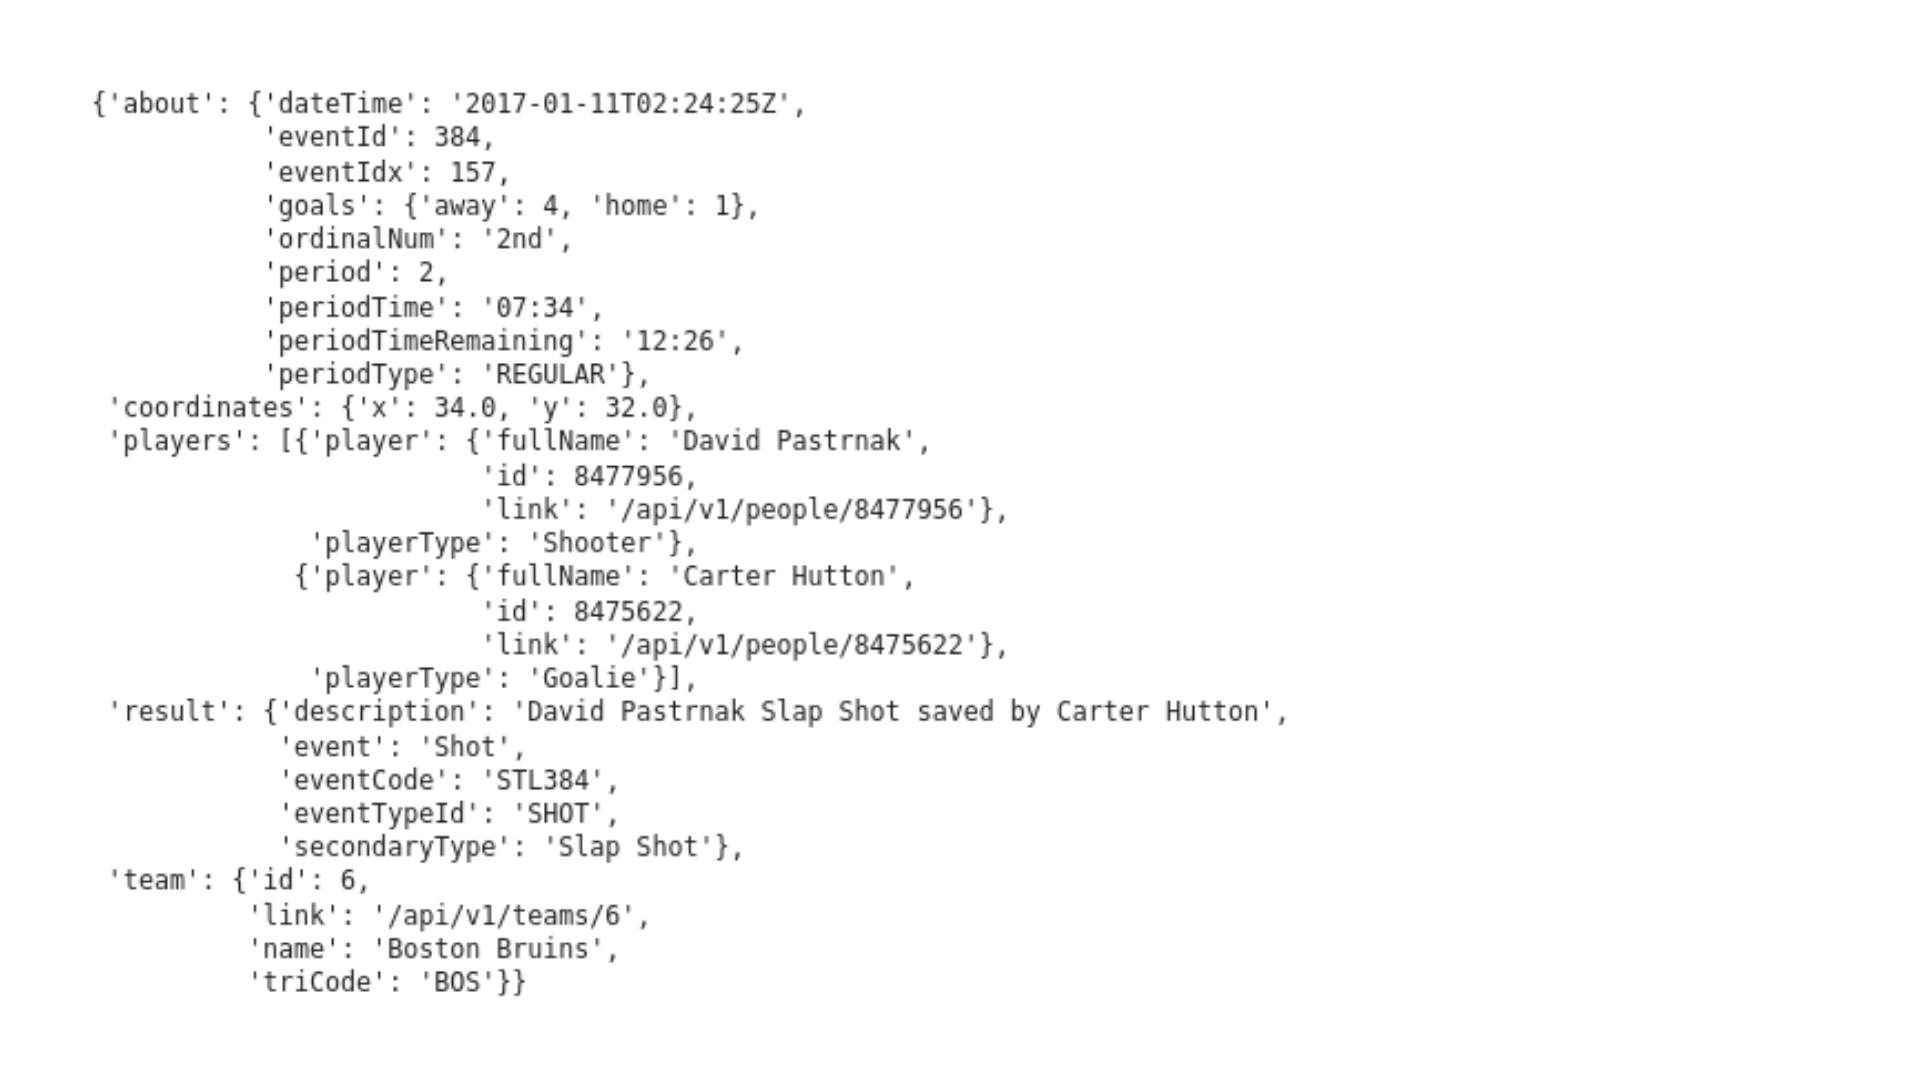 {'about': {'dateTime': '2017-01-11T02:24:25Z',
           'eventId': 384,
           'eventIdx': 157,
           'goals': {'away': 4, 'home': 1},
           'ordinalNum': '2nd',
           'period': 2,
           'periodTime': '07:34',
           'periodTimeRemaining': '12:26',
           'periodType': 'REGULAR'},
 'coordinates': {'x': 34.0, 'y': 32.0},
 'players': [{'player': {'fullName': 'David Pastrnak',
                         'id': 8477956,
                         'link': '/api/v1/people/8477956'},
              'playerType': 'Shooter'},
             {'player': {'fullName': 'Carter Hutton',
                         'id': 8475622,
                         'link': '/api/v1/people/8475622'},
              'playerType': 'Goalie'}],
 'result': {'description': 'David Pastrnak Slap Shot saved by Carter Hutton',
            'event': 'Shot',
            'eventCode': 'STL384',
            'eventTypeId': 'SHOT',
            'secondaryType': 'Slap Shot'},
 'team': {'id': 6,
          'link': '/api/v1/teams/6',
          'name': 'Boston Bruins',
          'triCode': 'BOS'}}